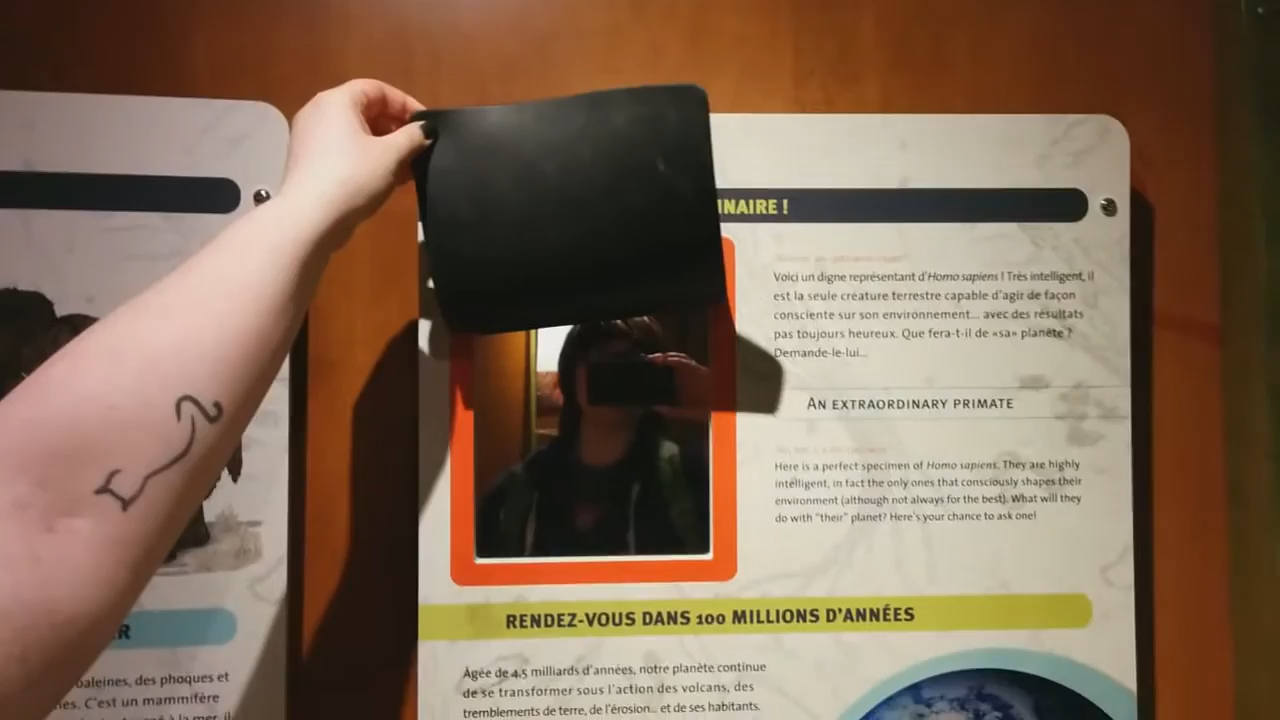 INAIRE !
Voici un digne représentant d'Homo sapiens ! Très intelligent, il
est la seule créature terrestre capable d'agir de façon
consciente sur son environnement... avec des résultats
pas toujours heureux. Que fera-t-il de «sa» planète ?
Demande-le-lui...
AN EXTRAORDINARY PRIMATE
Here is a perfect specimen of Homo sapiens. They are highly
intelligent, in fact the only ones that consciously shapes their
environment (although not always for the best). What will they
do with "their" planet? Here's your chance to ask one!
RENDEZ-VOUS DANS 100 MILLIONS D'ANNÉES
Âgée de 4,5 milliards d'années, notre planète continue
de se transformer sous l'action des volcans, des
tremblements de terre, de l'érosion... et de ses habitants.
R
baleines, des phoques et
nes. C'est un mammifère
à la mer, il